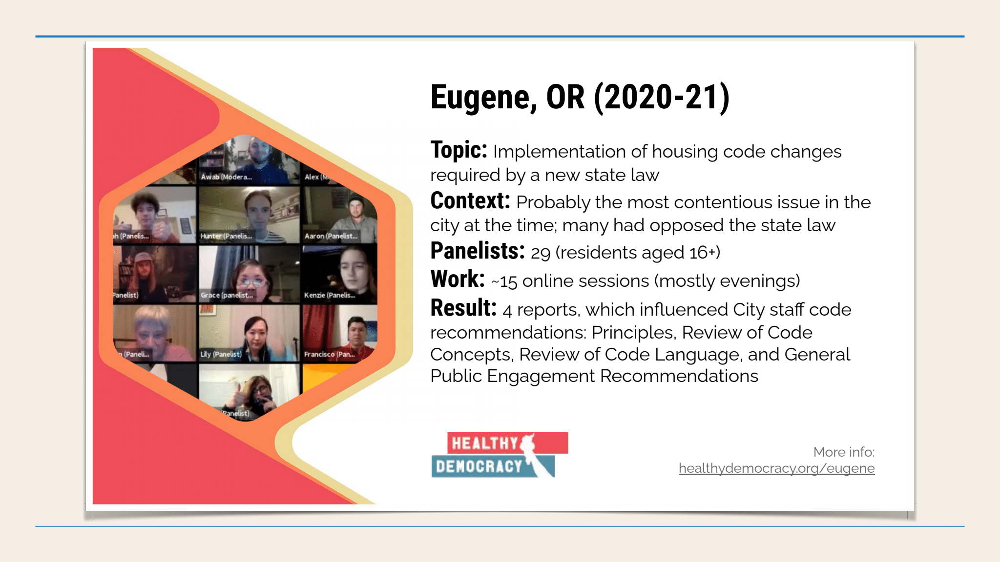 Eugene, OR (2020-21)
Topic: Implementation of housing code changes
required by a new state law
Context: Probably the most contentious issue in the
city at the time; many had opposed the state law
Panelists: 29 (residents aged 16+)
Work: ~15 online sessions (mostly evenings)
Result: 4 reports, which influenced City staff code
recommendations: Principles, Review of Code
Concepts, Review of Code Language, and General
Public Engagement Recommendations
Awab (Modera...
Alex (M
h (Panelis...
Hunter (Panelis...
Aaron (Panelist...
Panelist)
Grace (panelist...
Kenzie (Panelis...
(Paneli...
Lily (Panelist)
Francisco (Pan...
(Panelist)
HEALTHY
DEMOCRACY
More info:
healthydemocracy.org/eugene